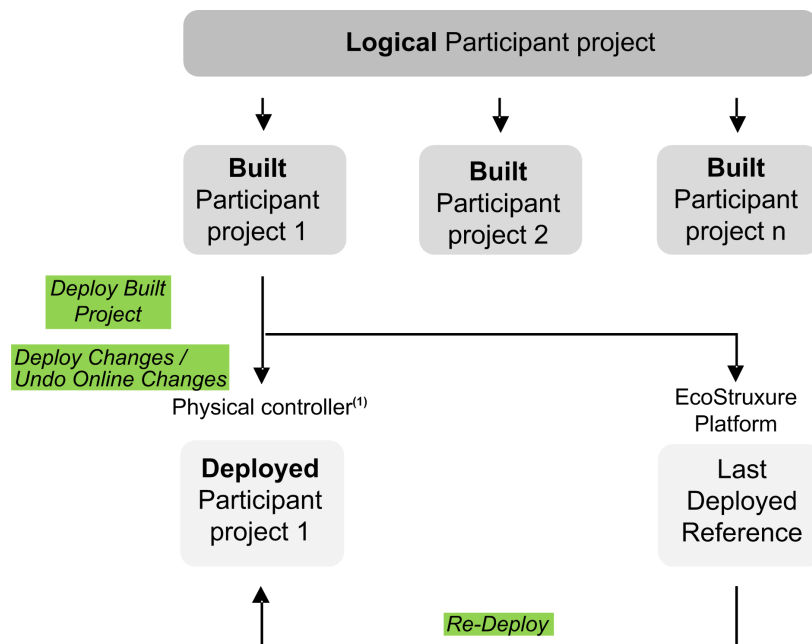 Logical Participant project
Built
Participant
project 1
Built
Participant
project 2
Built
Participant
project n
Deploy Built
Project
Deploy Changes /
Undo Online Changes
Physical controller(1)
EcoStruxure
Platform
Deployed
Participant
project 1
Last
Deployed
Reference
Re-Deploy